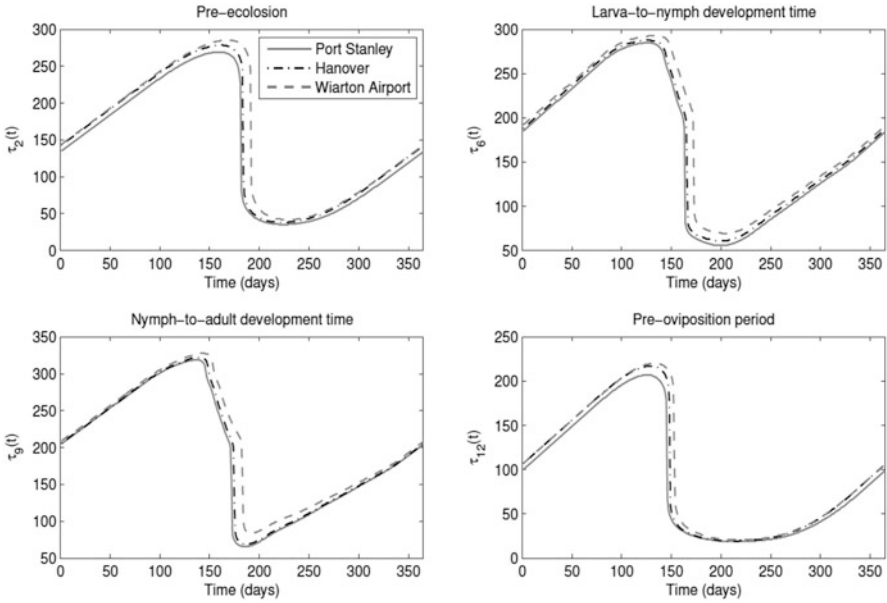 Pre−ecolosion
300
250
200
150
100
50
0
τ2(t)
0 50 100 150 200 250 300 350
Time (days)
Port Stanley
Hanover
Wiarton Airport
Larva−to−nymph development time
300
250
200
150
100
50
τ6(t)
0 50 100 150 200 250 300 350
Time (days)
Nymph−to−adult development time
350
300
250
200
150
100
50
τ9(t)
0 50 100 150 200 250 300 350
Time (days)
Pre−oviposition period
250
200
150
100
50
0
τ12(t)
0 50 100 150 200 250 300 350
Time (days)